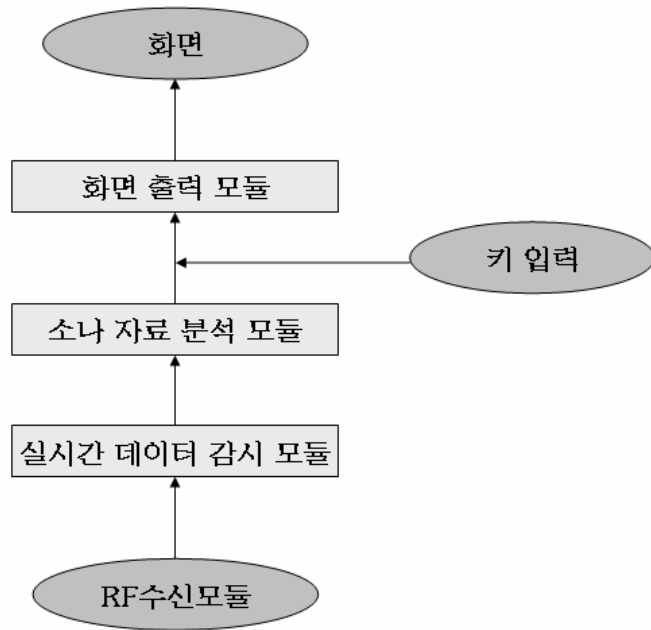 화면
화면 출력 모듈
키 입력
소나 자료 분석 모듈
실시간 데이터 감시 모듈
RF수신모듈